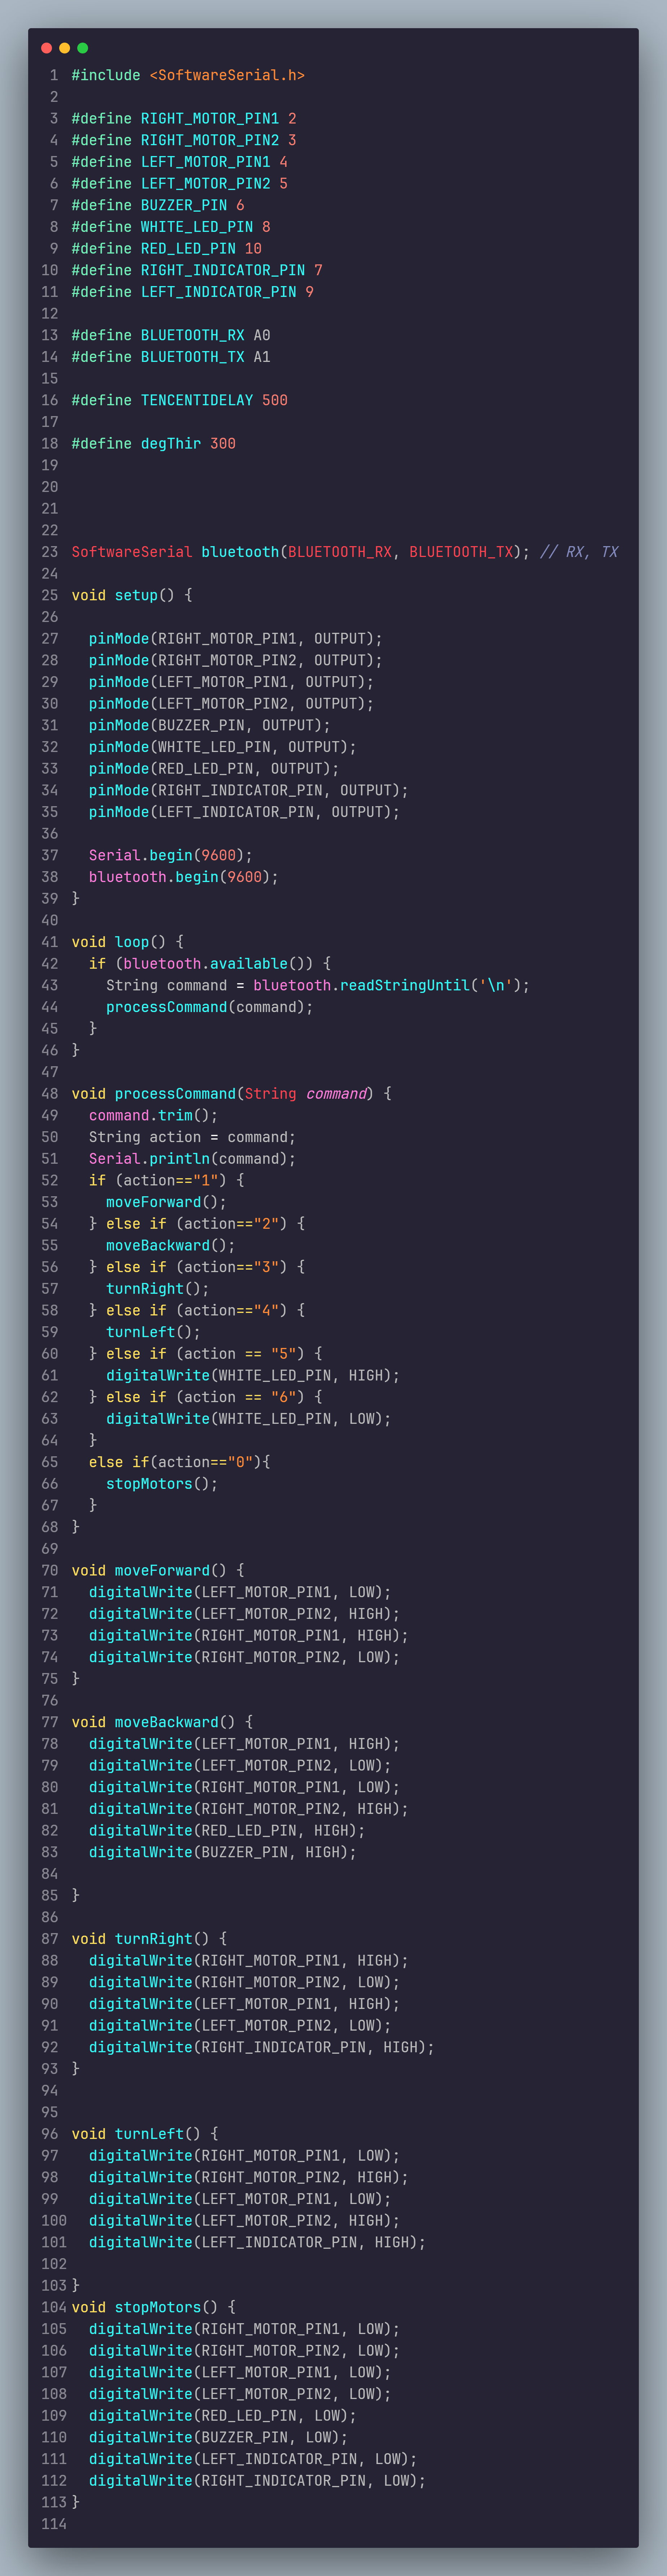 1 #include <SoftwareSerial.h>
2
3 #define RIGHT_MOTOR_PIN1 2
4 #define RIGHT_MOTOR_PIN2 3
5 #define LEFT_MOTOR_PIN1 4
6 #define LEFT_MOTOR_PIN2 5
7 #define BUZZER_PIN 6
8 #define WHITE_LED_PIN 8
9 #define RED_LED_PIN 10
10 #define RIGHT_INDICATOR_PIN 7
11 #define LEFT_INDICATOR_PIN 9
12
13 #define BLUETOOTH_RX A0
14 #define BLUETOOTH_TX A1
15
16 #define TENCENTIDELAY 500
17
18 #define degThir 300
19
20
21
22
23 SoftwareSerial bluetooth(BLUETOOTH_RX, BLUETOOTH_TX); // RX, TX
24
25 void setup() {
26
27   pinMode(RIGHT_MOTOR_PIN1, OUTPUT);
28   pinMode(RIGHT_MOTOR_PIN2, OUTPUT);
29   pinMode(LEFT_MOTOR_PIN1, OUTPUT);
30   pinMode(LEFT_MOTOR_PIN2, OUTPUT);
31   pinMode(BUZZER_PIN, OUTPUT);
32   pinMode(WHITE_LED_PIN, OUTPUT);
33   pinMode(RED_LED_PIN, OUTPUT);
34   pinMode(RIGHT_INDICATOR_PIN, OUTPUT);
35   pinMode(LEFT_INDICATOR_PIN, OUTPUT);
36
37   Serial.begin(9600);
38   bluetooth.begin(9600);
39 }
40
41 void loop() {
42   if (bluetooth.available()) {
43     String command = bluetooth.readStringUntil('\n');
44     processCommand(command);
45   }
46 }
47
48 void processCommand(String command) {
49   command.trim();
50   String action = command;
51   Serial.println(command);
52   if (action=="1") {
53     moveForward();
54   } else if (action=="2") {
55     moveBackward();
56   } else if (action=="3") {
57     turnRight();
58   } else if (action=="4") {
59     turnLeft();
60   } else if (action == "5") {
61     digitalWrite(WHITE_LED_PIN, HIGH);
62   } else if (action == "6") {
63     digitalWrite(WHITE_LED_PIN, LOW);
64   }
65   else if(action=="0"){
66     stopMotors();
67   }
68 }
69
70 void moveForward() {
71   digitalWrite(LEFT_MOTOR_PIN1, LOW);
72   digitalWrite(LEFT_MOTOR_PIN2, HIGH);
73   digitalWrite(RIGHT_MOTOR_PIN1, HIGH);
74   digitalWrite(RIGHT_MOTOR_PIN2, LOW);
75 }
76
77 void moveBackward() {
78   digitalWrite(LEFT_MOTOR_PIN1, HIGH);
79   digitalWrite(LEFT_MOTOR_PIN2, LOW);
80   digitalWrite(RIGHT_MOTOR_PIN1, LOW);
81   digitalWrite(RIGHT_MOTOR_PIN2, HIGH);
82   digitalWrite(RED_LED_PIN, HIGH);
83   digitalWrite(BUZZER_PIN, HIGH);
84
85 }
86
87 void turnRight() {
88   digitalWrite(RIGHT_MOTOR_PIN1, HIGH);
89   digitalWrite(RIGHT_MOTOR_PIN2, LOW);
90   digitalWrite(LEFT_MOTOR_PIN1, HIGH);
91   digitalWrite(LEFT_MOTOR_PIN2, LOW);
92   digitalWrite(RIGHT_INDICATOR_PIN, HIGH);
93 }
94
95
96 void turnLeft() {
97   digitalWrite(RIGHT_MOTOR_PIN1, LOW);
98   digitalWrite(RIGHT_MOTOR_PIN2, HIGH);
99   digitalWrite(LEFT_MOTOR_PIN1, LOW);
100   digitalWrite(LEFT_MOTOR_PIN2, HIGH);
101   digitalWrite(LEFT_INDICATOR_PIN, HIGH);
102
103 }
104 void stopMotors() {
105   digitalWrite(RIGHT_MOTOR_PIN1, LOW);
106   digitalWrite(RIGHT_MOTOR_PIN2, LOW);
107   digitalWrite(LEFT_MOTOR_PIN1, LOW);
108   digitalWrite(LEFT_MOTOR_PIN2, LOW);
109   digitalWrite(RED_LED_PIN, LOW);
110   digitalWrite(BUZZER_PIN, LOW);
111   digitalWrite(LEFT_INDICATOR_PIN, LOW);
112   digitalWrite(RIGHT_INDICATOR_PIN, LOW);
113 }
114